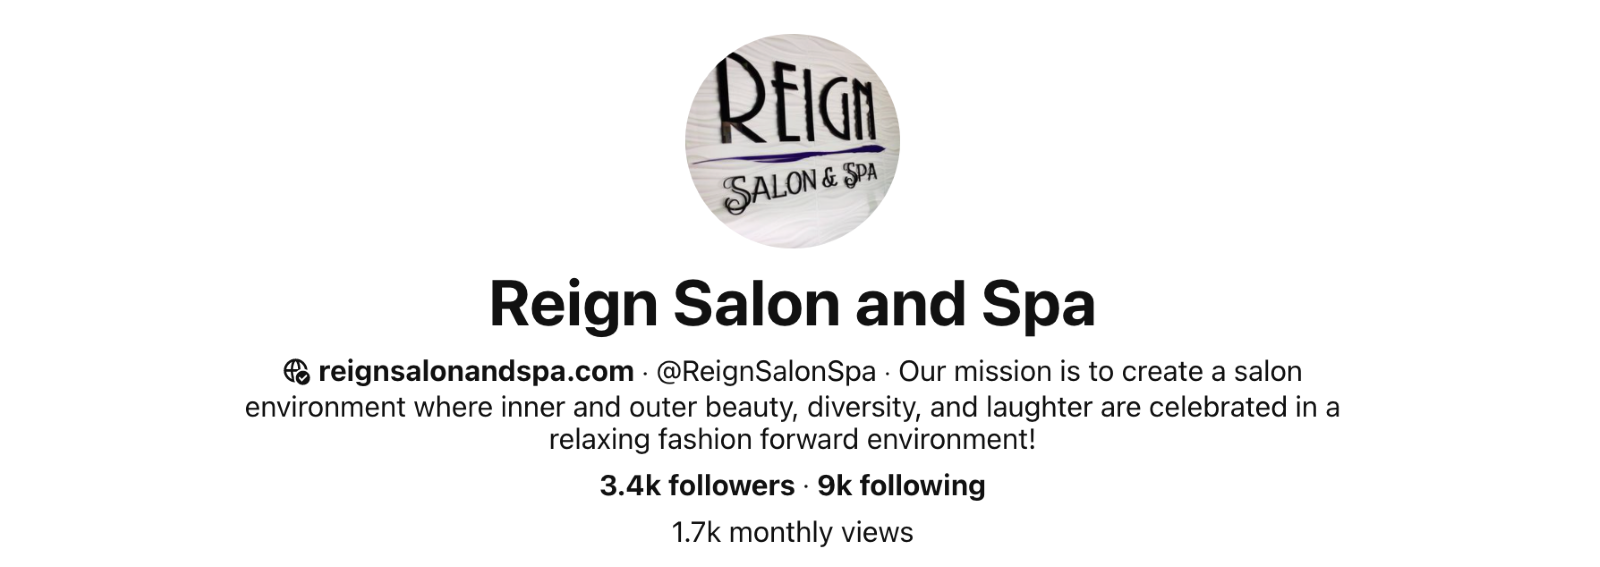 REIGN
SALON & SPA
Reign Salon and Spa
reignsalonandspa.com · @ReignSalonSpa · Our mission is to create a salon
environment where inner and outer beauty, diversity, and laughter are celebrated in a
relaxing fashion forward environment!
3.4k followers · 9k following
1.7k monthly views